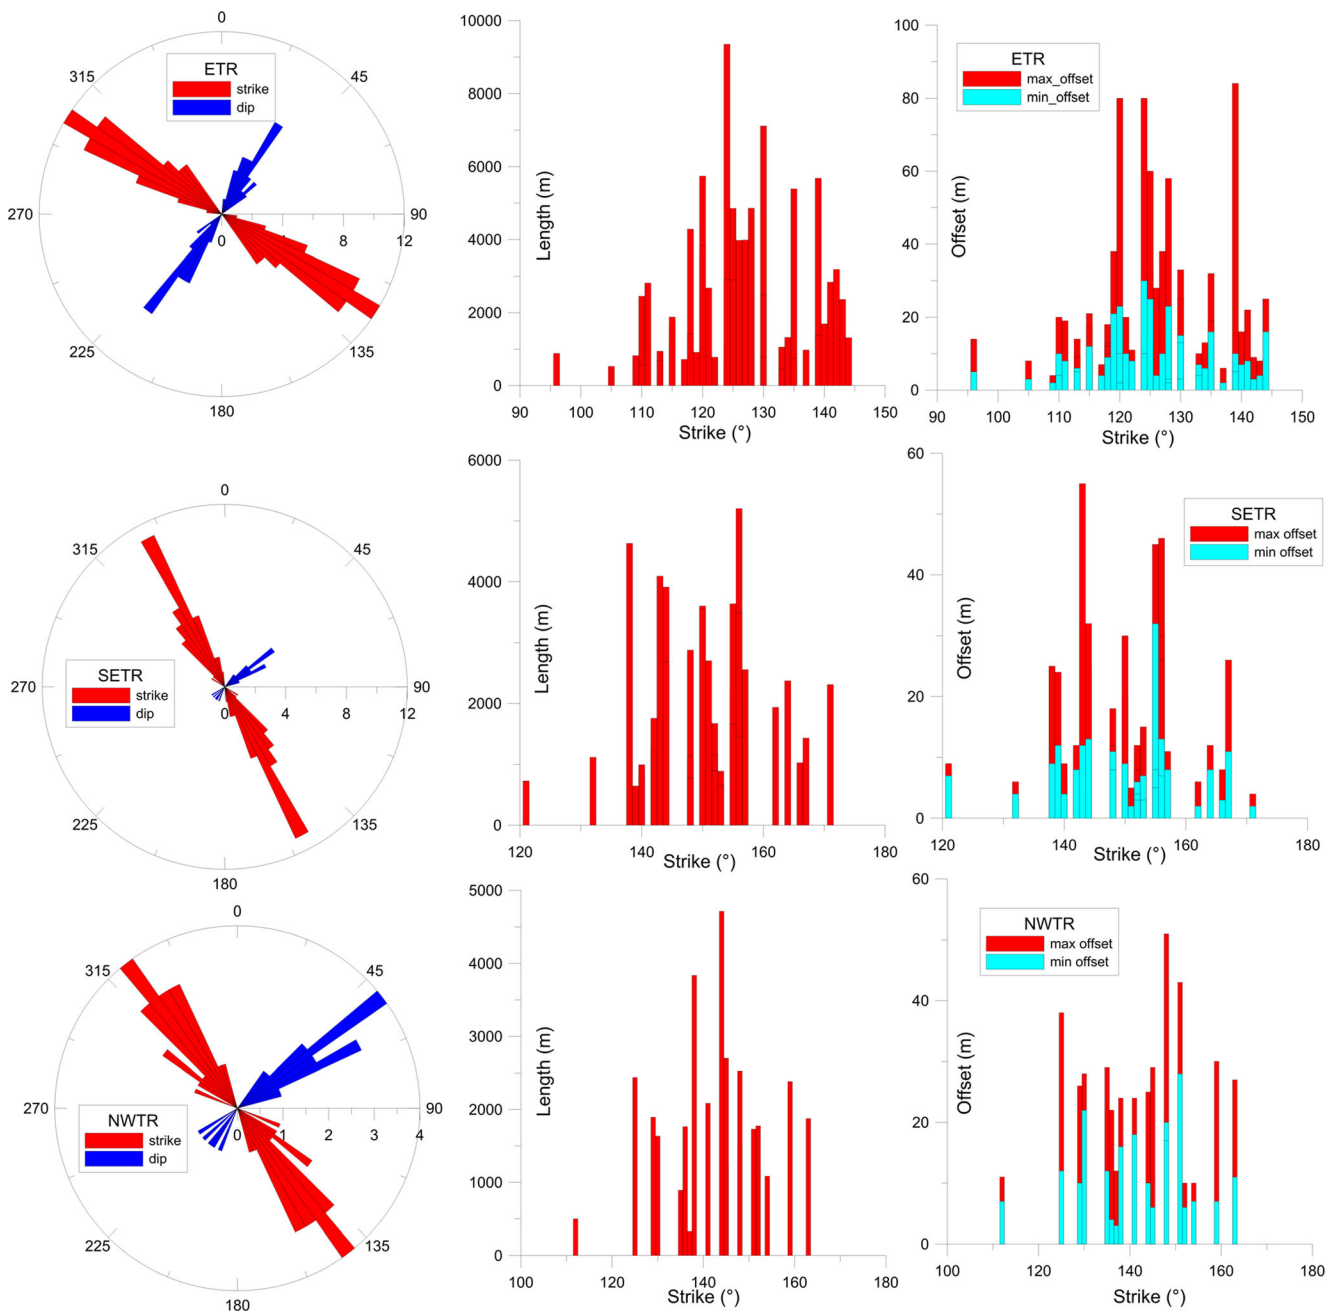 0
45
90
135
180
225
270
315
0
4
8
12
ETR
strike
dip
10000
8000
6000
4000
2000
0
Length (m)
90 100 110 120 130 140 150
Strike (°)
100
80
60
40
20
0
Offset (m)
ETR
max_offset
min_offset
90 100 110 120 130 140 150
Strike (°)
0
45
90
135
180
225
270
315
0
4
8
12
SETR
strike
dip
6000
4000
2000
0
Length (m)
120 140 160 180
Strike (°)
60
40
20
0
Offset (m)
SETR
max offset
min offset
120 140 160 180
Strike (°)
0
45
90
135
180
225
270
315
0 1 2 3 4
NWTR
strike
dip
5000
4000
3000
2000
1000
0
Length (m)
100 120 140 160 180
Strike (°)
60
40
20
0
Offset (m)
NWTR
max offset
min offset
100 120 140 160 180
Strike (°)